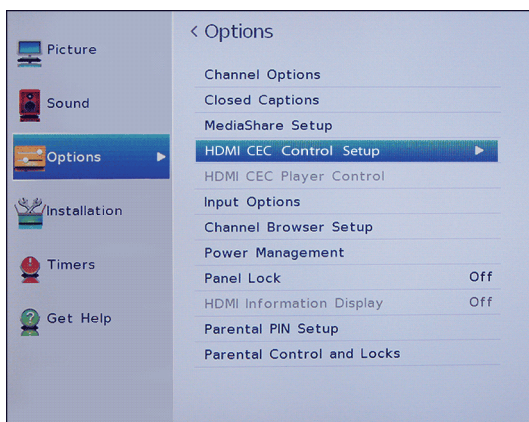 Picture
Sound
Options
Installation
Timers
Get Help
< Options
Channel Options
Closed Captions
MediaShare Setup
HDMI CEC Control Setup
HDMI CEC Player Control
Input Options
Channel Browser Setup
Power Management
Panel Lock Off
HDMI Information Display Off
Parental PIN Setup
Parental Control and Locks